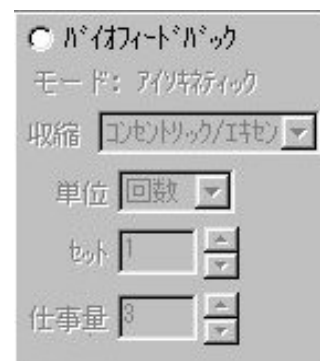 バイオフィードバック
モード: アイソキネティック
収縮 コンセントリック/エキセン
単位 回数
セット 1
仕事量 3